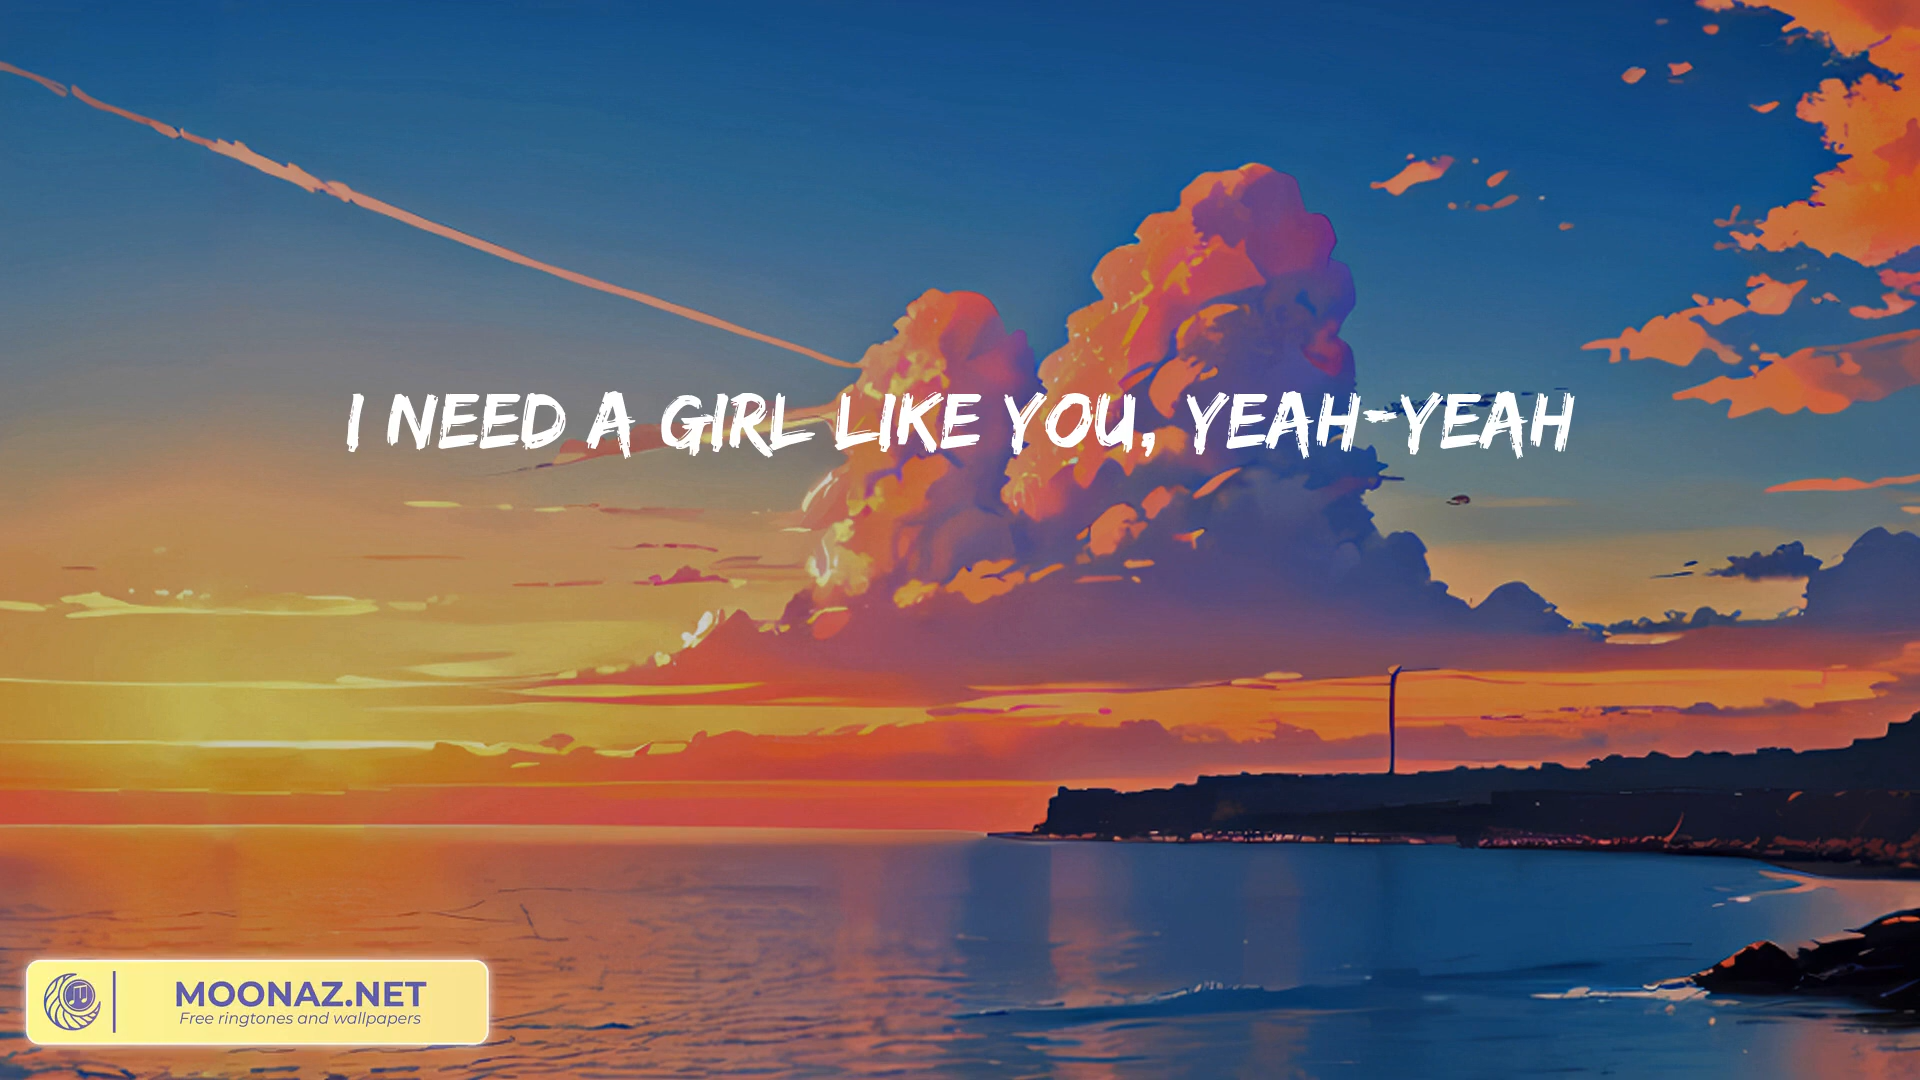 I NEED A GIRL LIKE YOU, YEAH-YEAH
MOONAZ.NET
Free ringtones and wallpapers